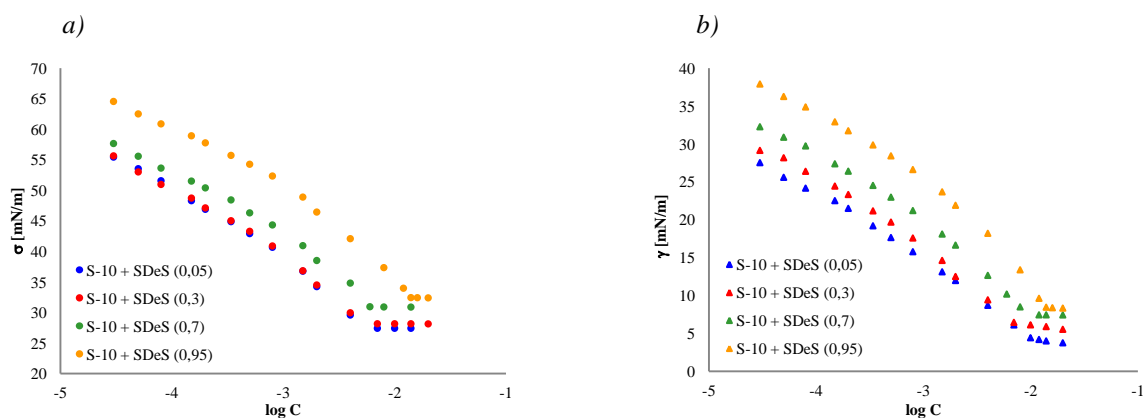 a)
70
65
60
55
50
45
40
35
30
25
20
σ [mN/m]
-5
-4
-3
-2
-1
log C
S-10 + SDeS (0,05)
S-10 + SDeS (0,3)
S-10 + SDeS (0,7)
S-10 + SDeS (0,95)
b)
40
35
30
25
20
15
10
5
0
γ [mN/m]
-5
-4
-3
-2
-1
log C
S-10 + SDeS (0,05)
S-10 + SDeS (0,3)
S-10 + SDeS (0,7)
S-10 + SDeS (0,95)